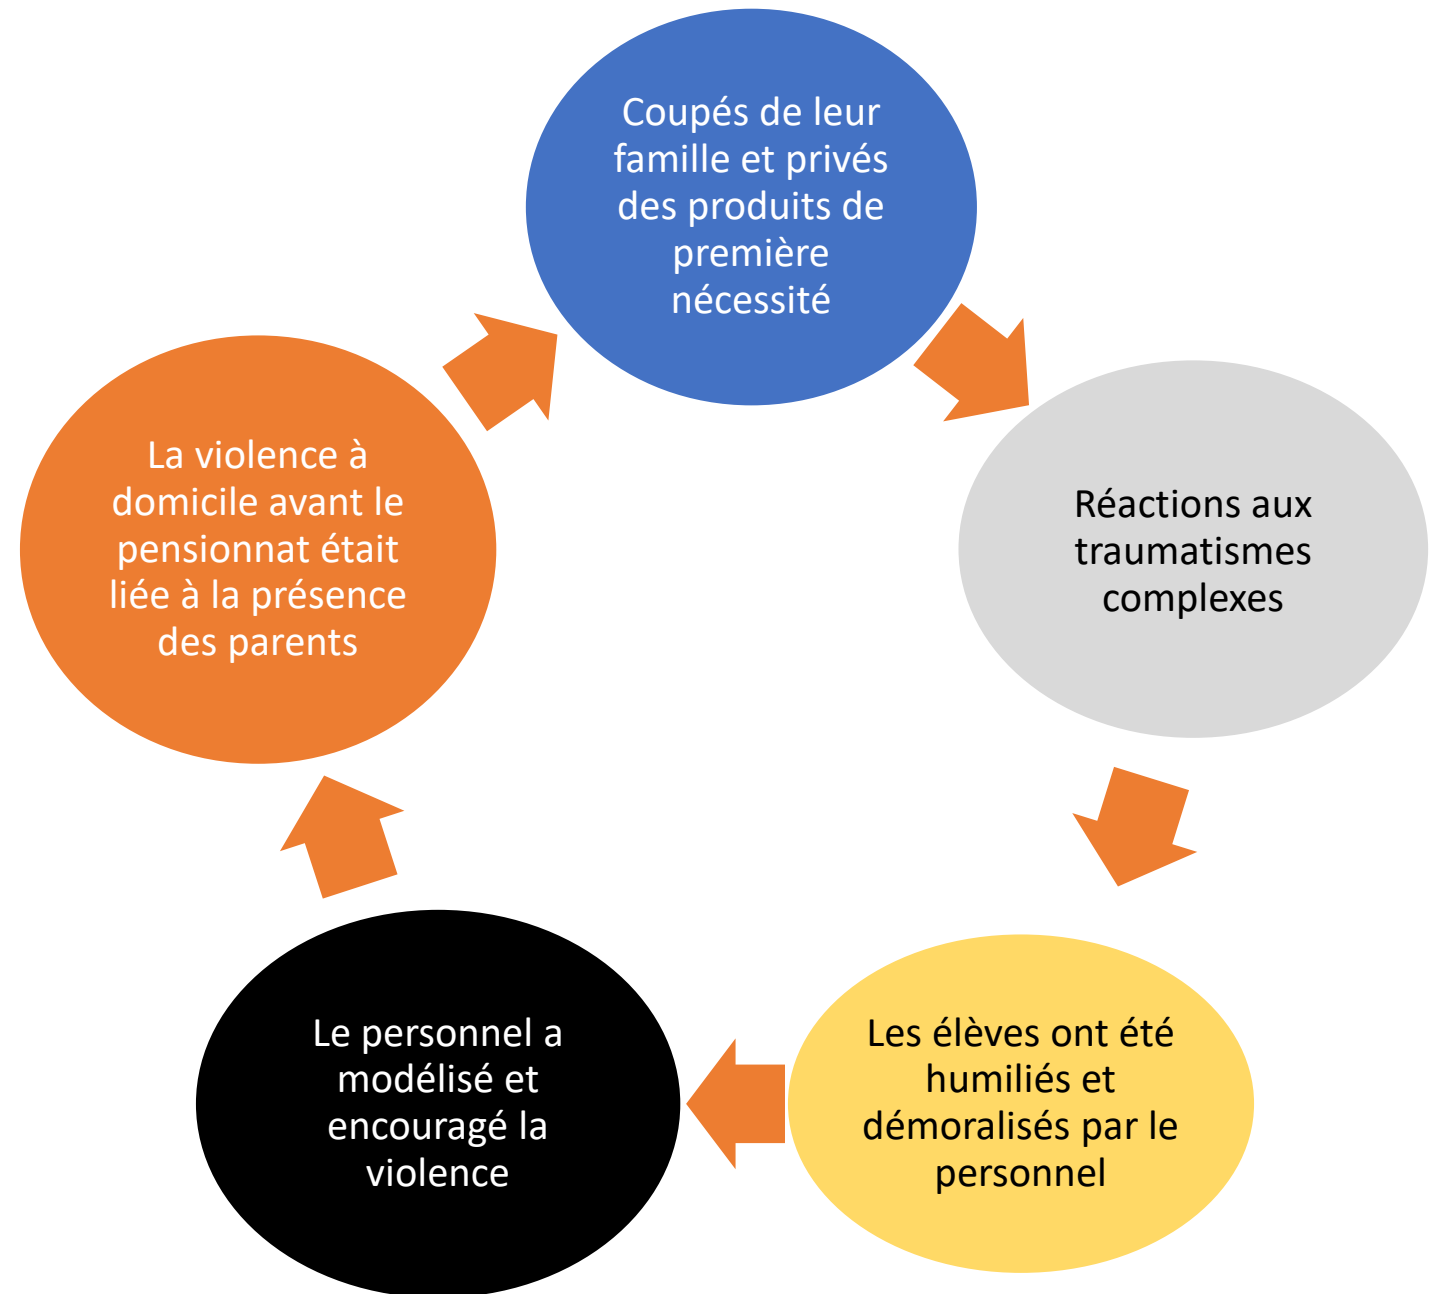 Coupés de leur
famille et privés
des produits de
première
nécessité
Réactions aux
traumatismes
complexes
Les élèves ont été
humiliés et
démoralisés par le
personnel
Le personnel a
modélisé et
encouragé la
violence
La violence à
domicile avant le
pensionnat était
liée à la présence
des parents